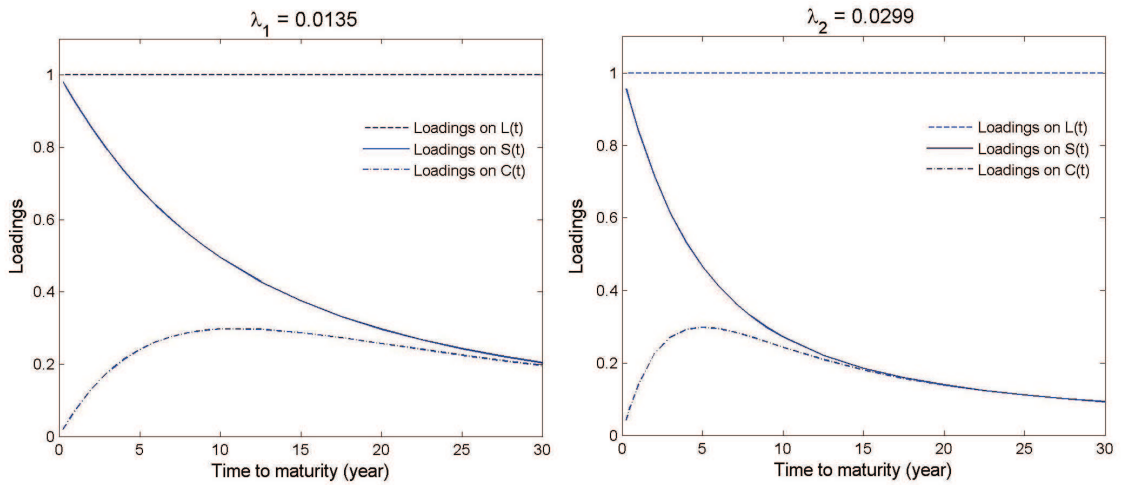 λ1 = 0.0135
1
0.8
0.6
0.4
0.2
0
Loadings
Loadings on L(t)
Loadings on S(t)
Loadings on C(t)
0 5 10 15 20 25 30
Time to maturity (year)
λ2 = 0.0299
1
0.8
0.6
0.4
0.2
0
Loadings
Loadings on L(t)
Loadings on S(t)
Loadings on C(t)
0 5 10 15 20 25 30
Time to maturity (year)